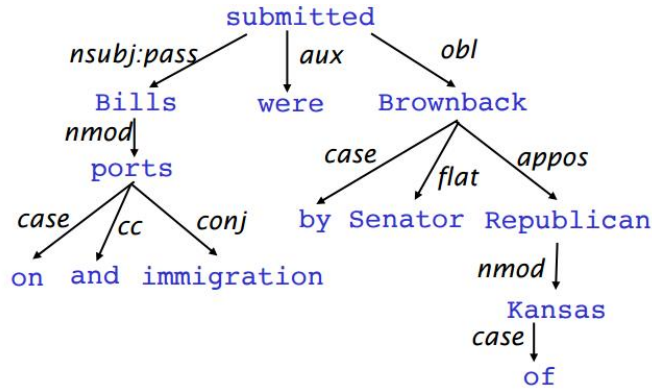 submitted
nsubj:pass aux obl
Bills were Brownback
nmod
ports
case flat appos
case cc conj
by Senator Republican
on and immigration
nmod
Kansas
case
of